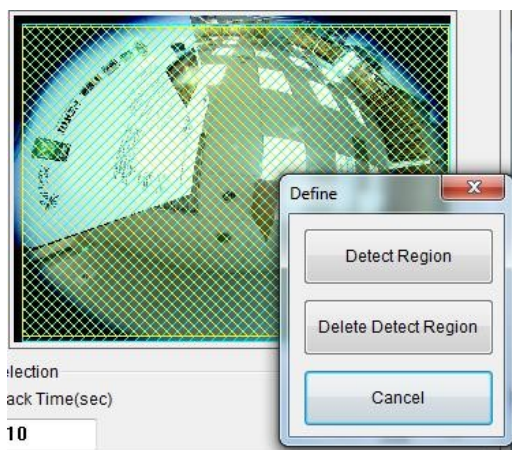 Define
Detect Region
Delete Detect Region
Cancel
election
ack Time(sec)
10